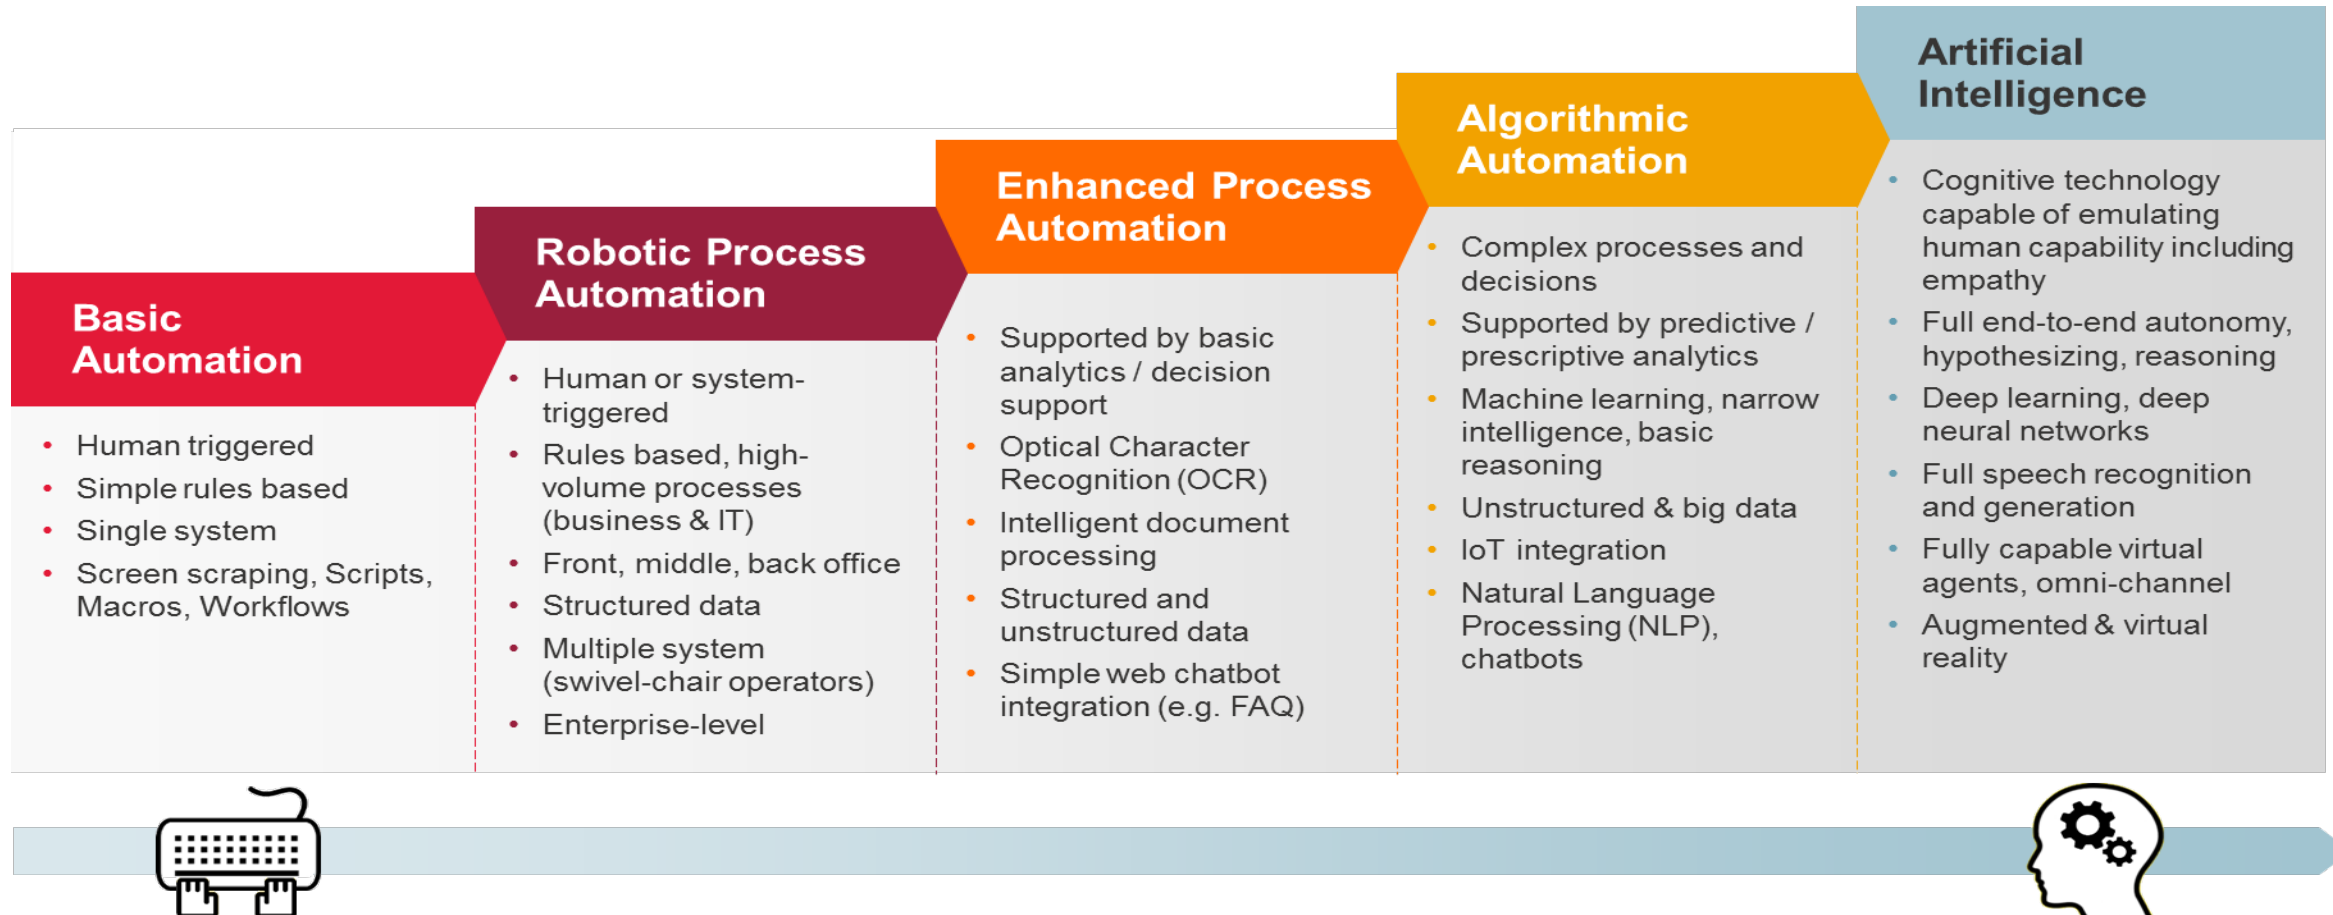 Basic
Automation
• Human triggered
• Simple rules based
• Single system
• Screen scraping, Scripts,
Macros, Workflows
Robotic Process
Automation
• Human or system-
triggered
• Rules based, high-
volume processes
(business & IT)
• Front, middle, back office
• Structured data
• Multiple system
(swivel-chair operators)
• Enterprise-level
Enhanced Process
Automation
• Supported by basic
analytics / decision
support
• Optical Character
Recognition (OCR)
• Intelligent document
processing
• Structured and
unstructured data
• Simple web chatbot
integration (e.g. FAQ)
Algorithmic
Automation
• Complex processes and
decisions
• Supported by predictive /
prescriptive analytics
• Machine learning, narrow
intelligence, basic
reasoning
• Unstructured & big data
• IoT integration
• Natural Language
Processing (NLP),
chatbots
Artificial
Intelligence
• Cognitive technology
capable of emulating
human capability including
empathy
• Full end-to-end autonomy,
hypothesizing, reasoning
• Deep learning, deep
neural networks
• Full speech recognition
and generation
• Fully capable virtual
agents, omni-channel
• Augmented & virtual
reality